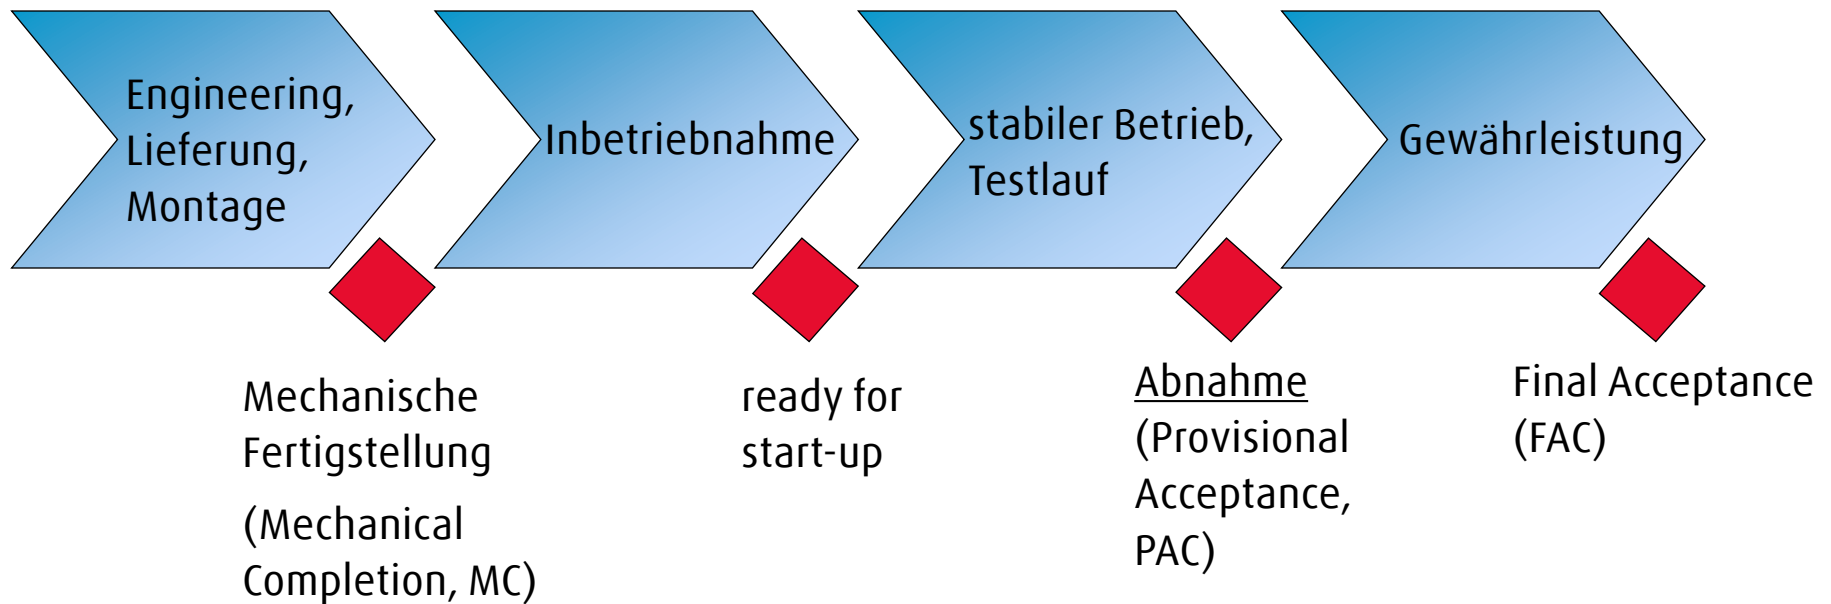 Engineering,
Lieferung,
Montage
Inbetriebnahme
stabiler Betrieb,
Testlauf
Gewährleistung
Mechanische
Fertigstellung
(Mechanical
Completion, MC)
ready for
start-up
Abnahme
(Provisional
Acceptance,
PAC)
Final Acceptance
(FAC)